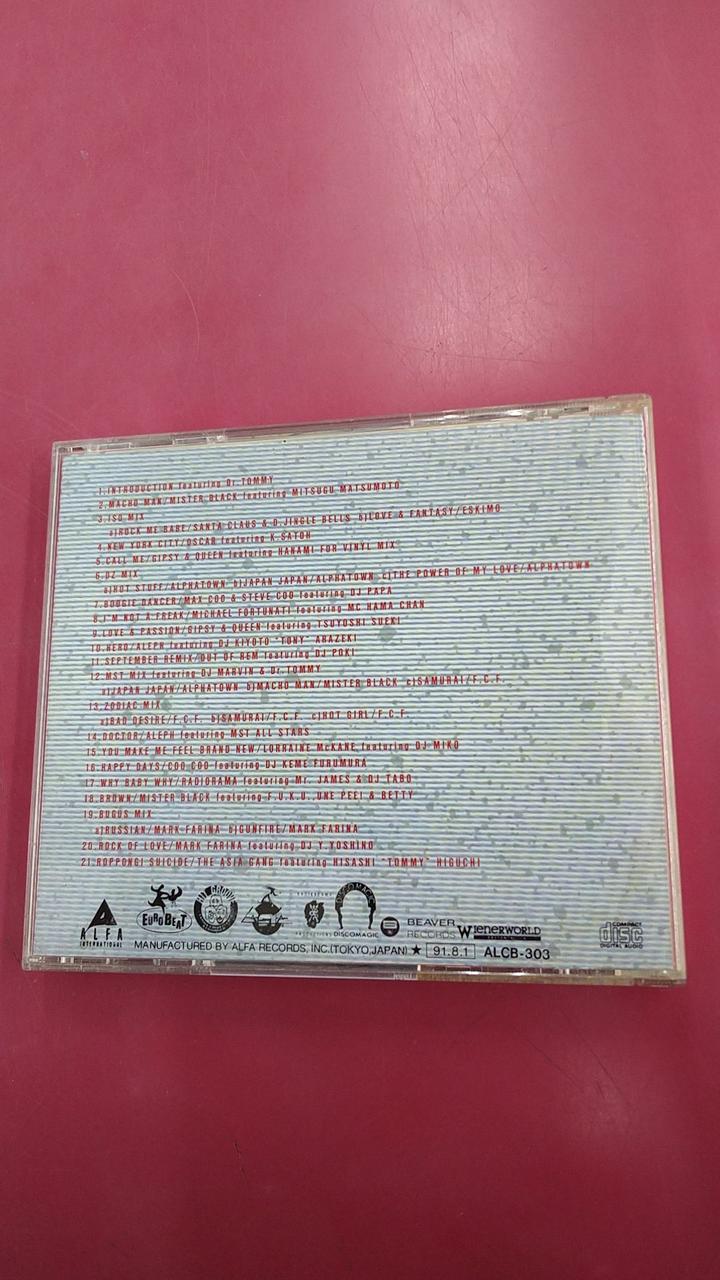 1.INTRODUCTION featuring Dr.TOMMY
2.MACHO MAN/MISTER BLACK featuring MITSUGU MATSUMOTO
3.ISO MIX
a)ROCK ME BABE/SANTA CLAUS & D.JINGLE BELLS b)LOVE & FANTASY/ESKIMO
4.NEW YORK CITY/OSCAR featuring K.SATOH
5.CALL ME/GIPSY & QUEEN featuring HANAMI FOR VINYL MIX
6.DZ MIX
a)HOT STUFF/ALPHATOWN b)JAPAN JAPAN/ALPHATOWN c)THE POWER OF MY LOVE/ALPHATOWN
7.BOOGIE DANCER/MAX COO & STEVE COO featuring DJ PAPA
8.I'M NOT A FREAK/MICHAEL FORTUNATI featuring MC HAMA CHAN
9.LOVE & PASSION/GIPSY & QUEEN featuring TSUYOSHI SUEKI
10.HERO/ALEPH featuring DJ KIYOTO "TONY" ARAZEKI
11.SEPTEMBER REMIX/OUT OF REM featuring DJ POKI
12.MST MIX featuring DJ MARVIN & Dr.TOMMY
a)JAPAN JAPAN/ALPHATOWN b)MACHO MAN/MISTER BLACK c)SAMURAI/F.C.F.
13.ZODIAC MIX
a)BAD DESIRE/F.C.F. b)SAMURAI/F.C.F. c)HOT GIRL/F.C.F.
14.DOCTOR/ALEPH featuring MST ALL STARS
15.YOU MAKE ME FEEL BRAND NEW/LORRAINE McKANE featuring DJ MIKO
16.HAPPY DAYS/COO COO featuring DJ KEME FURUMURA
17.WHY BABY WHY/RADIORAMA featuring Mr. JAMES & DJ TABO
18.BROWN/MISTER BLACK featuring F.U.K.U., UNE PEEI & BETTY
19.BUGUS MIX
a)RUSSIAN/MARK FARINA b)GUNFIRE/MARK FARINA
20.ROCK OF LOVE/MARK FARINA featuring DJ Y.YOSHINO
21.ROPPONGI SUICIDE/THE ASIA GANG featuring HISASHI "TOMMY" HIGUCHI
ALFA
INTERNATIONAL
EUROBEAT
HIT GROOVE
PRODUCTIONS
DISCOMAGIC
DISCOMAGIC
BEAVER
RECORDS
WIENERWORLD
COMPACT
disc
DIGITAL AUDIO
MANUFACTURED BY ALFA RECORDS, INC.(TOKYO,JAPAN) ★ 91.8.1 ALCB-303